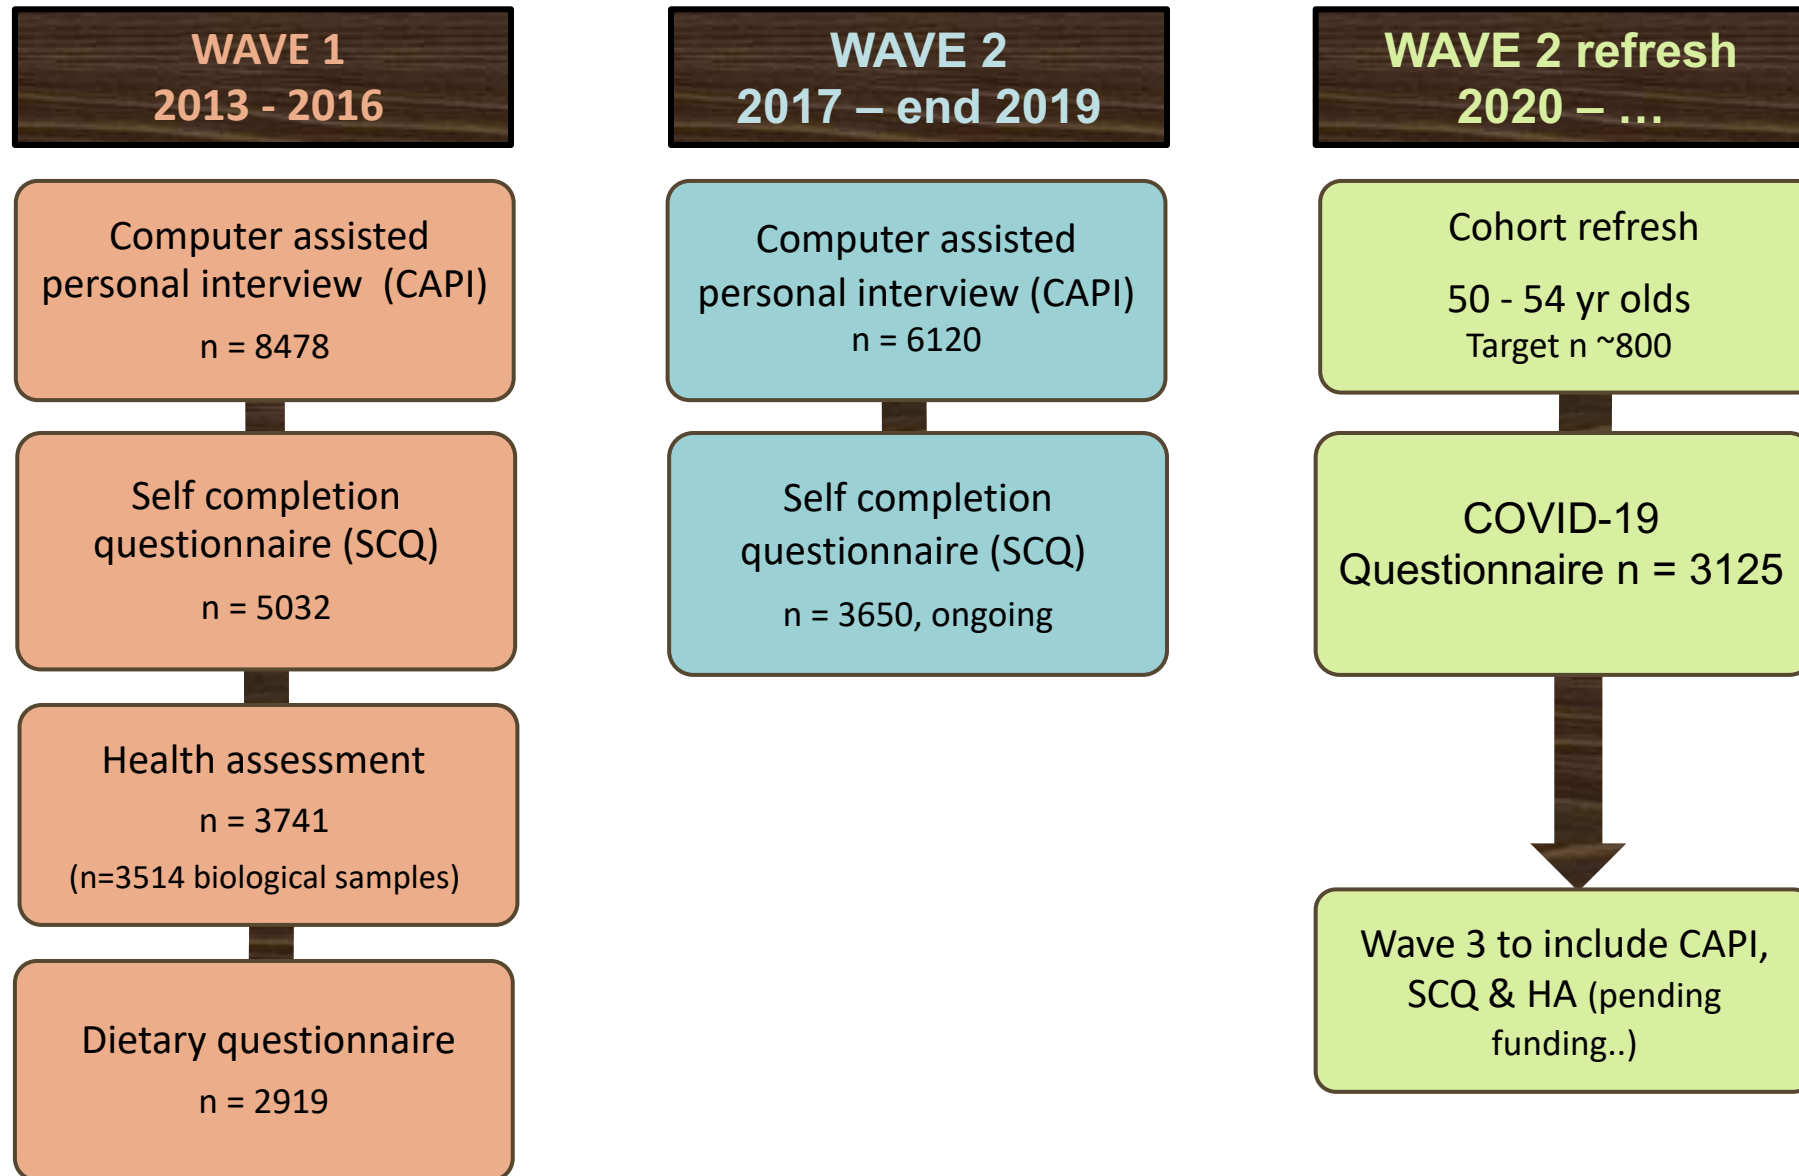 WAVE 1
2013 - 2016
Computer assisted
personal interview  (CAPI)
n = 8478
Self completion
questionnaire (SCQ)
n = 5032
Health assessment
n = 3741
(n=3514 biological samples)
Dietary questionnaire
n = 2919
WAVE 2
2017 – end 2019
Computer assisted
personal interview (CAPI)
n = 6120
Self completion
questionnaire (SCQ)
n = 3650, ongoing
WAVE 2 refresh
2020 – …
Cohort refresh
50 - 54 yr olds
Target n ~800
COVID-19
Questionnaire n = 3125
Wave 3 to include CAPI,
SCQ & HA (pending
funding..)